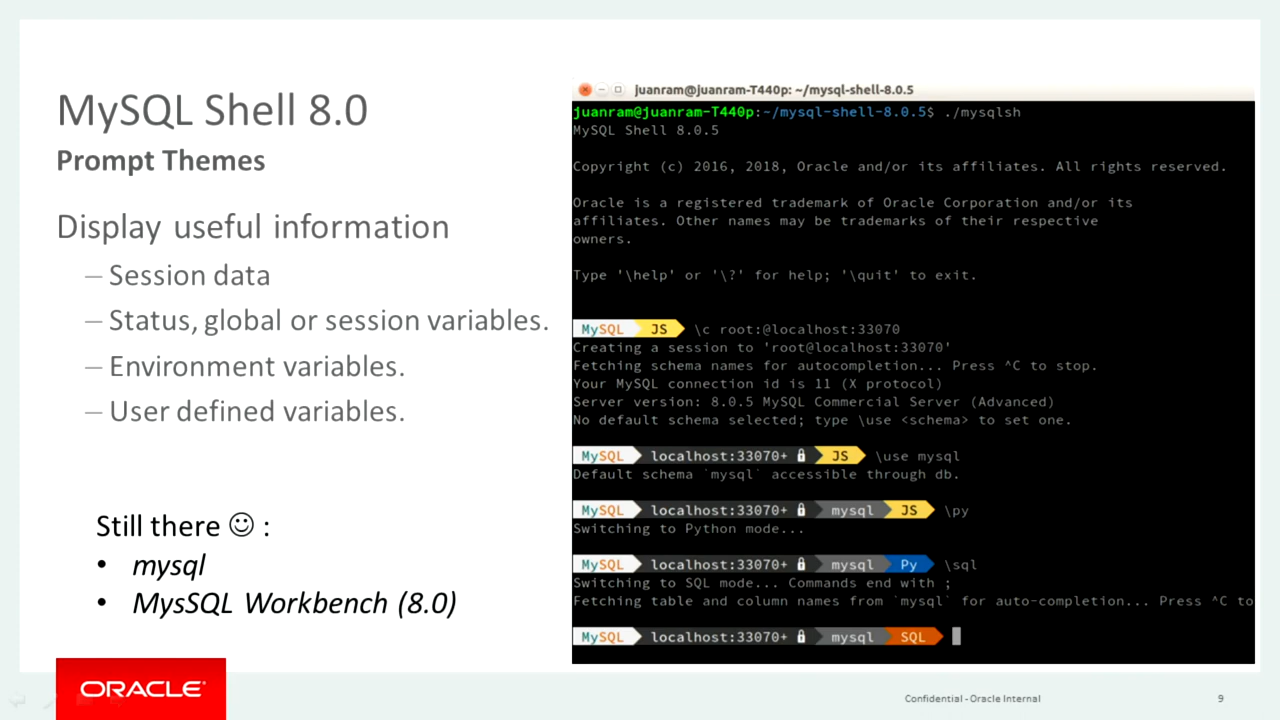 MySQL Shell 8.0
Prompt Themes
Display useful information
– Session data
– Status, global or session variables.
– Environment variables.
– User defined variables.
Still there ☺ :
• mysql
• MysSQL Workbench (8.0)
juanram@juanram-T440p: ~/mysql-shell-8.0.5
juanram@juanram-T440p:~/mysql-shell-8.0.5$ ./mysqlsh
MySQL Shell 8.0.5
Copyright (c) 2016, 2018, Oracle and/or its affiliates. All rights reserved.
Oracle is a registered trademark of Oracle Corporation and/or its
affiliates. Other names may be trademarks of their respective
owners.
Type '\help' or '\?' for help; '\quit' to exit.
MySQL JS \c root:@localhost:33070
Creating a session to 'root@localhost:33070'
Fetching schema names for autocompletion... Press ^C to stop.
Your MySQL connection id is 11 (X protocol)
Server version: 8.0.5 MySQL Commercial Server (Advanced)
No default schema selected; type \use <schema> to set one.
MySQL localhost:33070+ 🔒 JS \use mysql
Default schema `mysql` accessible through db.
MySQL localhost:33070+ 🔒 mysql JS \py
Switching to Python mode...
MySQL localhost:33070+ 🔒 mysql Py \sql
Switching to SQL mode... Commands end with ;
Fetching table and column names from `mysql` for auto-completion... Press ^C to
MySQL localhost:33070+ 🔒 mysql SQL
ORACLE®
Confidential - Oracle Internal
9